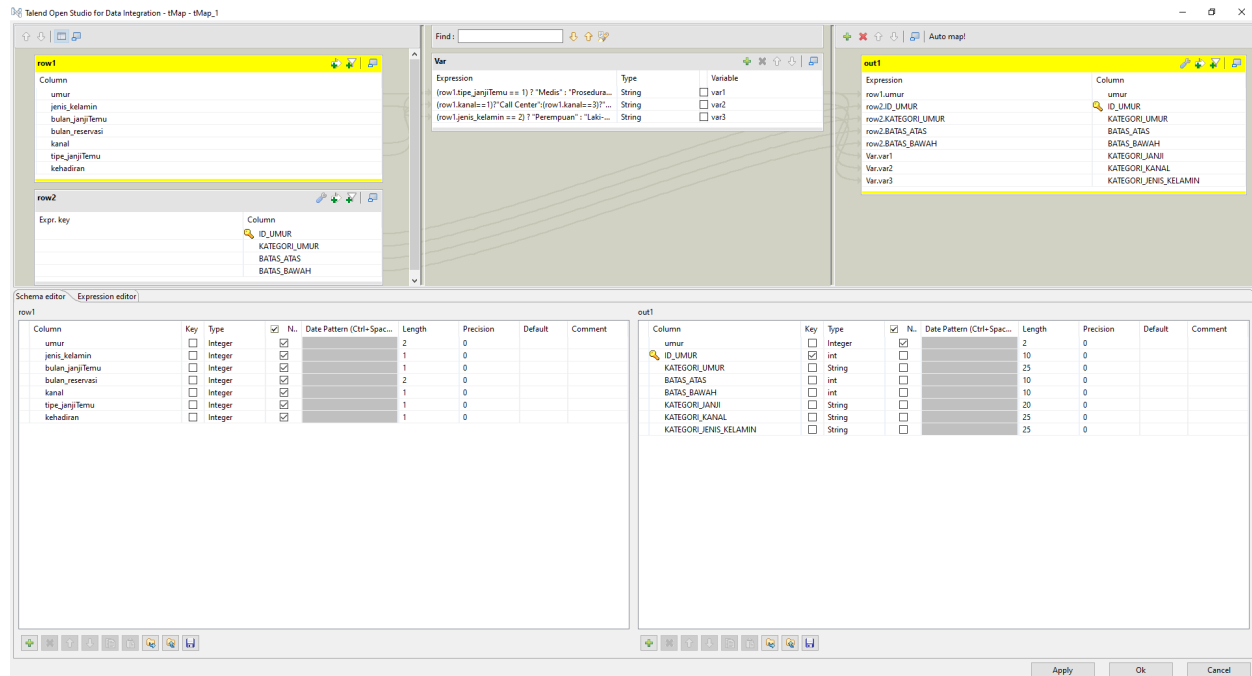 Talend Open Studio for Data Integration - tMap - tMap_1
Find :
Auto map!
row1
Column
umur
jenis_kelamin
bulan_janjiTemu
bulan_reservasi
kanal
tipe_janjiTemu
kehadiran
row2
Expr. key Column
ID_UMUR
KATEGORI_UMUR
BATAS_ATAS
BATAS_BAWAH
Var
Expression Type Variable
(row1.tipe_janjiTemu == 1) ? "Medis" : "Prosedura... String var1
(row1.kanal==1)?"Call Center":(row1.kanal==3)?"... String var2
(row1.jenis_kelamin == 2) ? "Perempuan" : "Laki-... String var3
out1
Expression Column
row1.umur umur
row2.ID_UMUR ID_UMUR
row2.KATEGORI_UMUR KATEGORI_UMUR
row2.BATAS_ATAS BATAS_ATAS
row2.BATAS_BAWAH BATAS_BAWAH
Var.var1 KATEGORI_JANJI
Var.var2 KATEGORI_KANAL
Var.var3 KATEGORI_JENIS_KELAMIN
Schema editor Expression editor
row1
Column Key Type N.. Date Pattern (Ctrl+Spac... Length Precision Default Comment
umur Integer 2 0
jenis_kelamin Integer 1 0
bulan_janjiTemu Integer 1 0
bulan_reservasi Integer 2 0
kanal Integer 1 0
tipe_janjiTemu Integer 1 0
kehadiran Integer 1 0
out1
Column Key Type N.. Date Pattern (Ctrl+Spac... Length Precision Default Comment
umur Integer 2 0
ID_UMUR int 10 0
KATEGORI_UMUR String 25 0
BATAS_ATAS int 10 0
BATAS_BAWAH int 10 0
KATEGORI_JANJI String 20 0
KATEGORI_KANAL String 25 0
KATEGORI_JENIS_KELAMIN String 25 0
Apply Ok Cancel